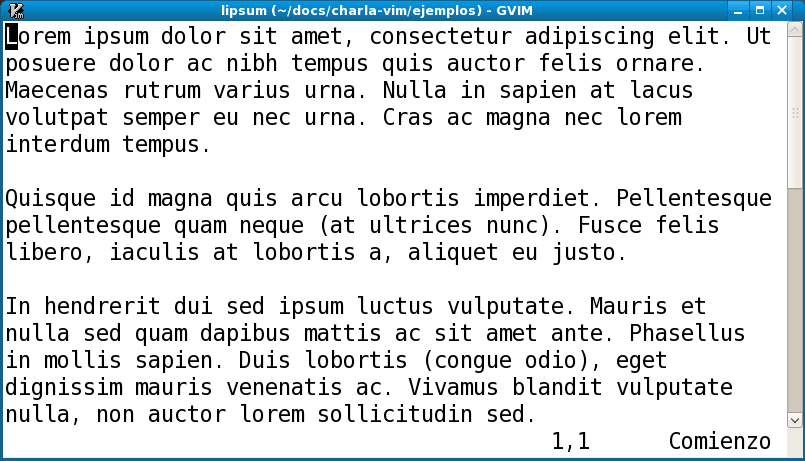 lipsum (~/docs/charla-vim/ejemplos) - GVIM
Lorem ipsum dolor sit amet, consectetur adipiscing elit. Ut
posuere dolor ac nibh tempus quis auctor felis ornare.
Maecenas rutrum varius urna. Nulla in sapien at lacus
volutpat semper eu nec urna. Cras ac magna nec lorem
interdum tempus.
Quisque id magna quis arcu lobortis imperdiet. Pellentesque
pellentesque quam neque (at ultrices nunc). Fusce felis
libero, iaculis at lobortis a, aliquet eu justo.
In hendrerit dui sed ipsum luctus vulputate. Mauris et
nulla sed quam dapibus mattis ac sit amet ante. Phasellus
in mollis sapien. Duis lobortis (congue odio), eget
dignissim mauris venenatis ac. Vivamus blandit vulputate
nulla, non auctor lorem sollicitudin sed.
1,1 Comienzo